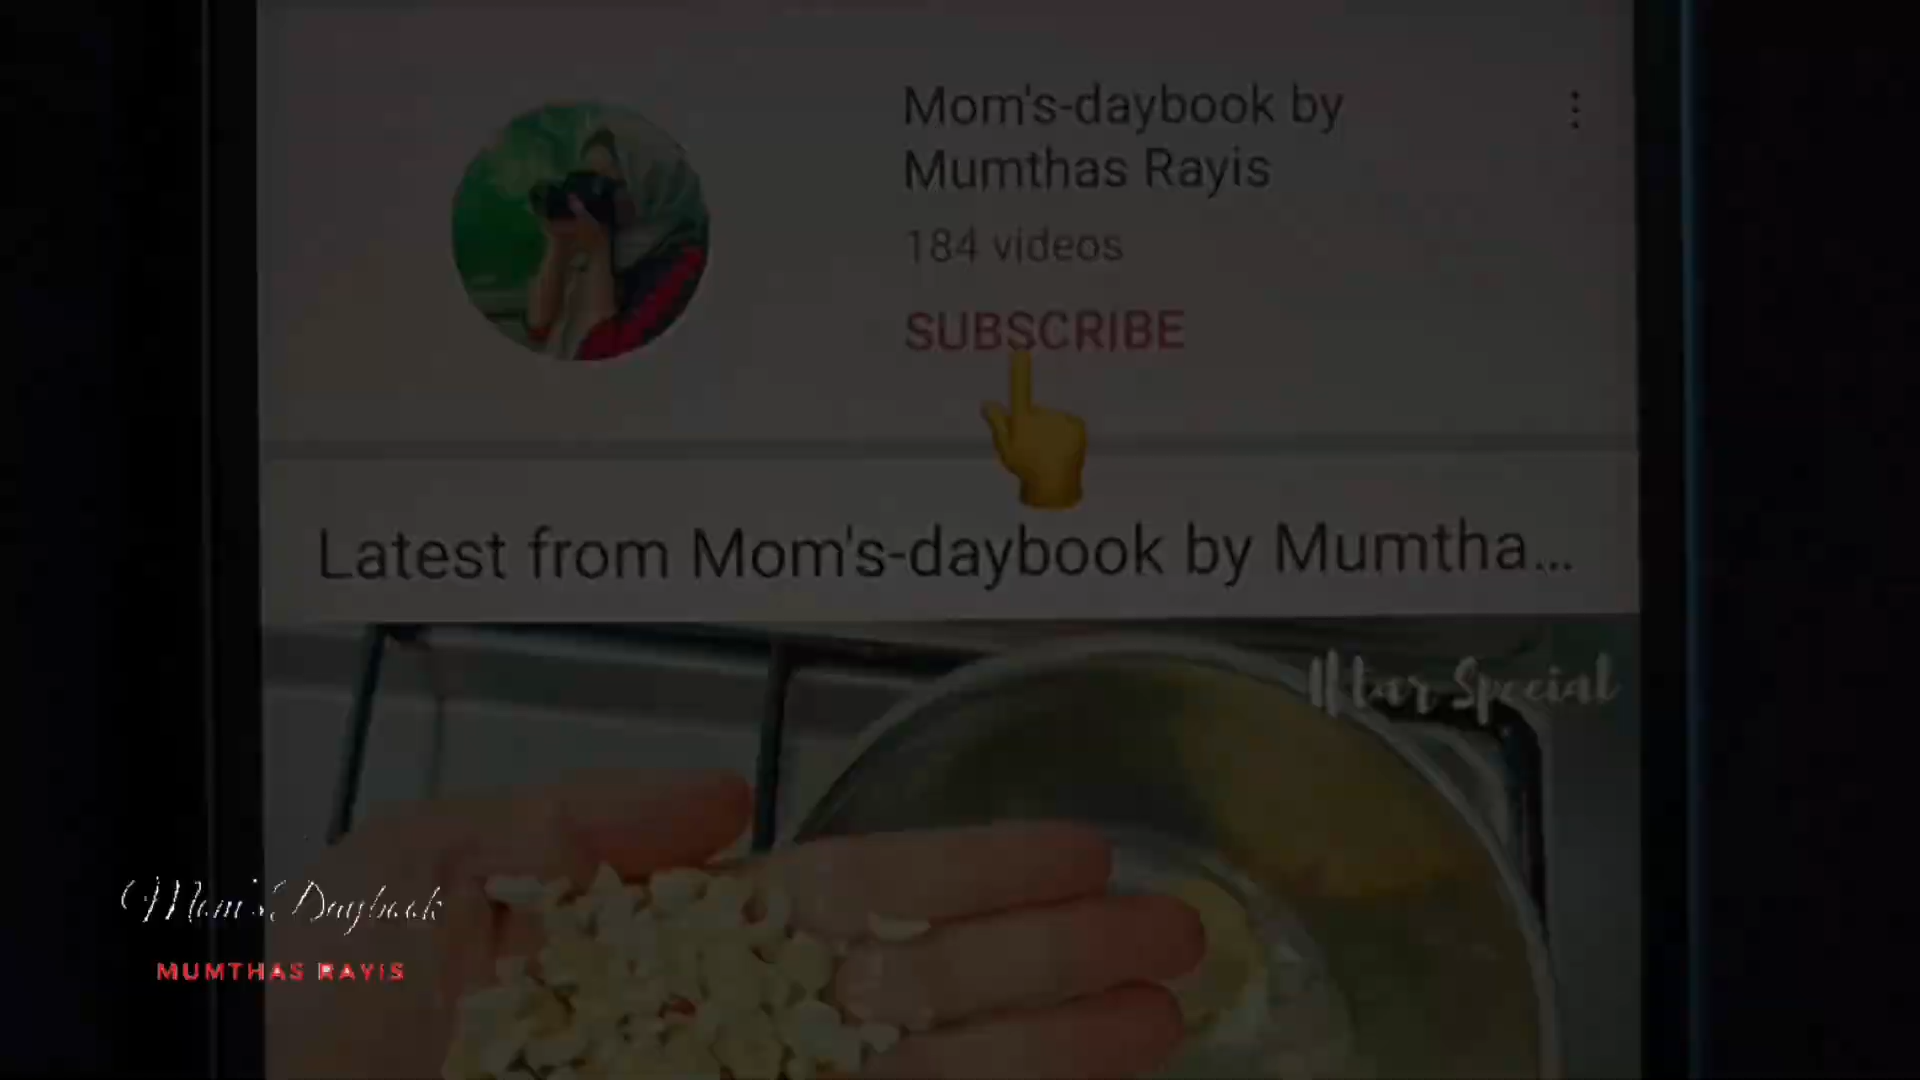 Mom's-daybook by
Mumthas Rayis
184 videos
SUBSCRIBE
Latest from Mom's-daybook by Mumtha...
Iftar Special
Mom's Daybook
MUMTHAS RAYIS